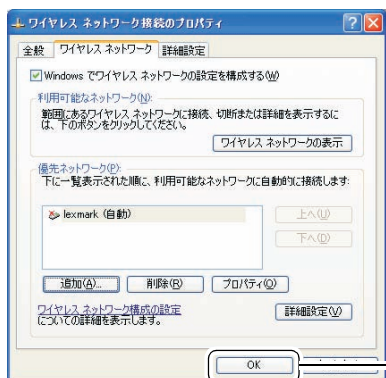 ワイヤレス ネットワーク接続のプロパティ
全般 ワイヤレス ネットワーク 詳細設定
Windows でワイヤレス ネットワークの設定を構成する(W)
利用可能なネットワーク(N):
範囲にあるワイヤレス ネットワークに接続、切断または詳細を表示するに
は、下のボタンをクリックしてください。
ワイヤレス ネットワークの表示
優先ネットワーク(P):
下に一覧表示された順に、利用可能なネットワークに自動的に接続します:
lexmark (自動)
上へ(U)
下へ(D)
追加(A)... 削除(R) プロパティ(O)
ワイヤレス ネットワーク構成の設定
についての詳細を表示します。
詳細設定(V)
OK